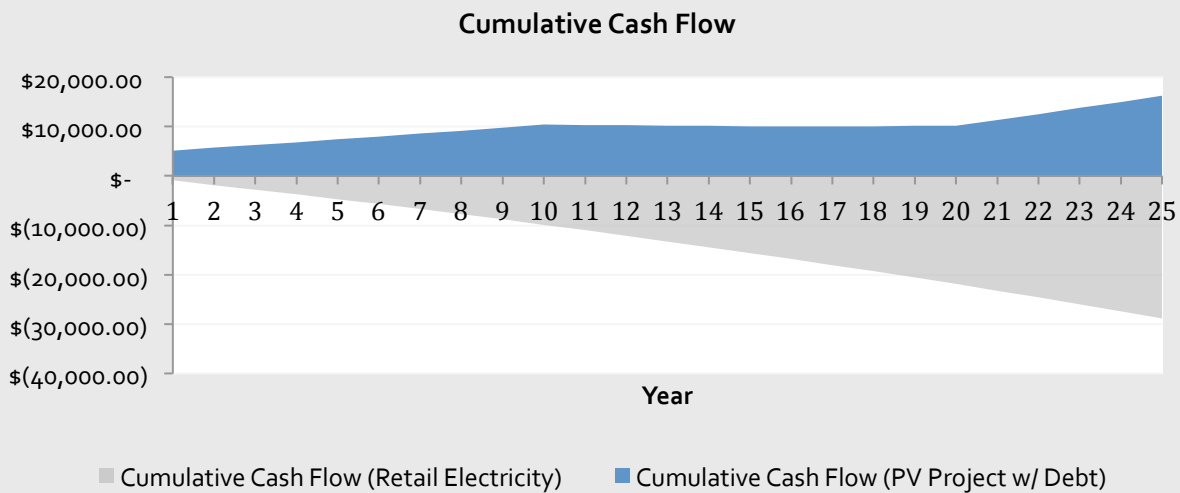 Cumulative Cash Flow
$20,000.00
$10,000.00
$-
$(10,000.00)
$(20,000.00)
$(30,000.00)
$(40,000.00)
1 2 3 4 5 6 7 8 9 10 11 12 13 14 15 16 17 18 19 20 21 22 23 24 25
Year
Cumulative Cash Flow (Retail Electricity) Cumulative Cash Flow (PV Project w/ Debt)